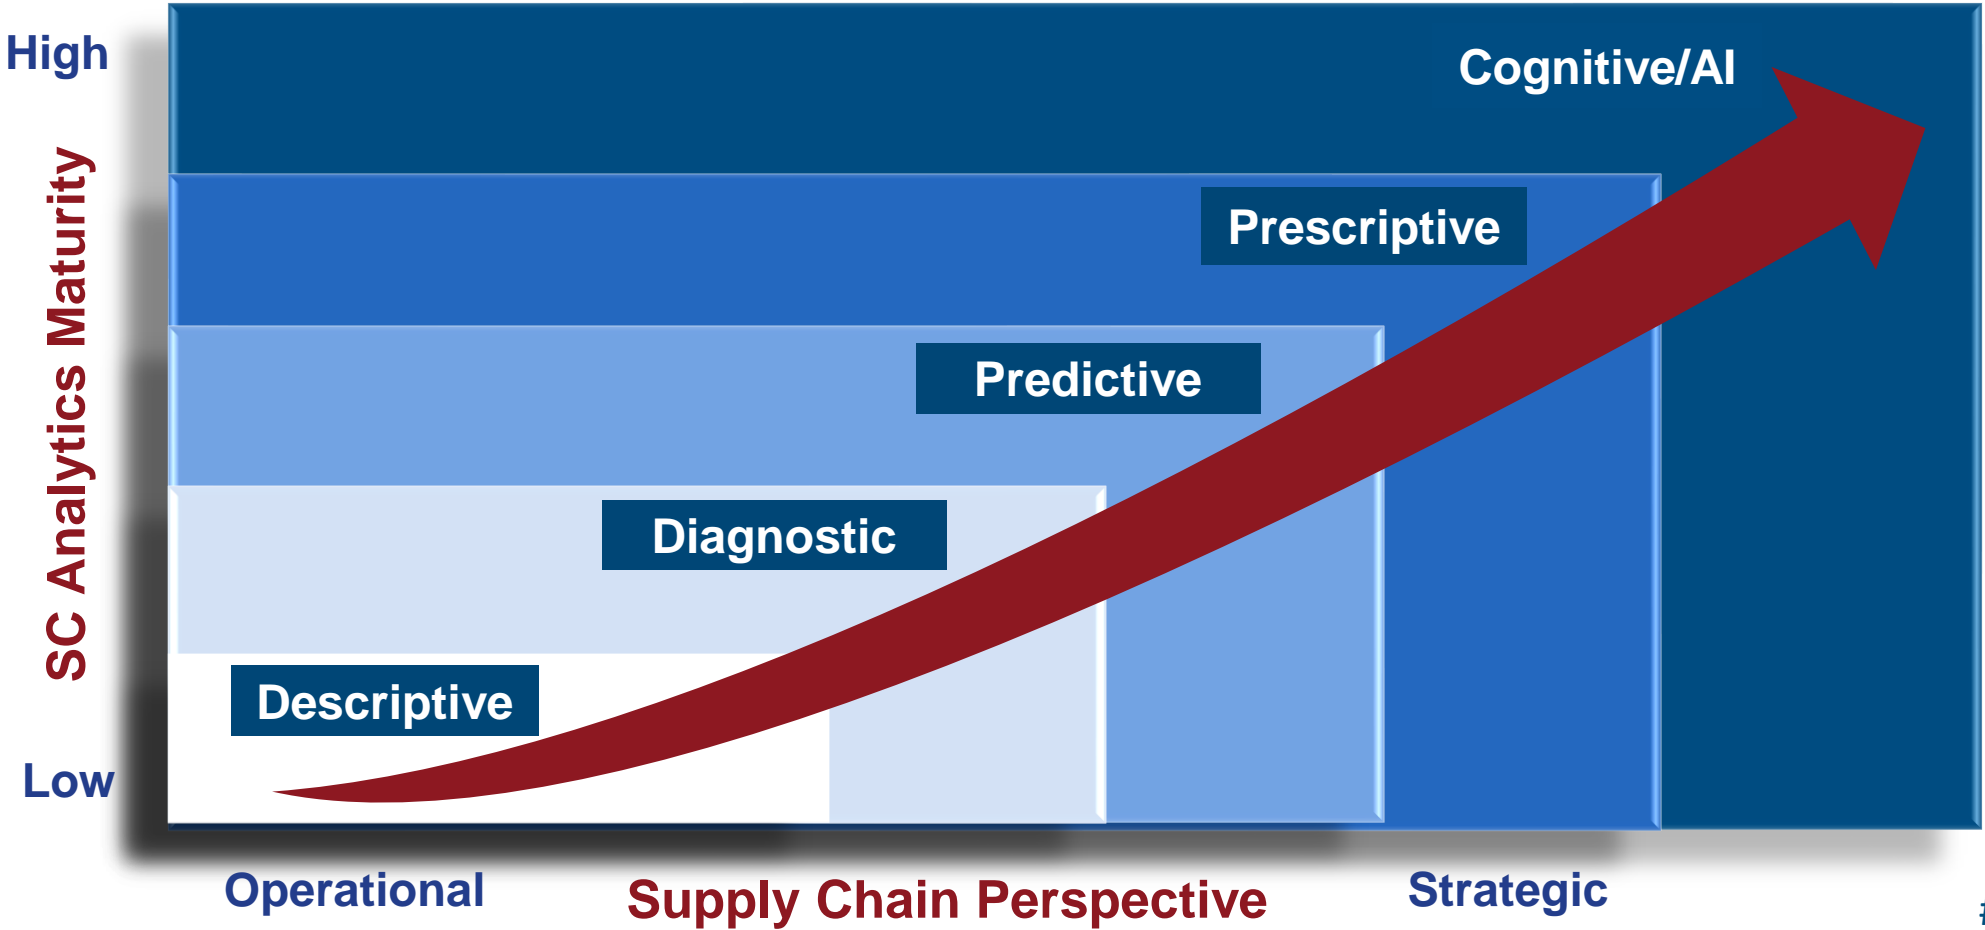 High
Cognitive/AI
Prescriptive
SC Analytics Maturity
Predictive
Diagnostic
Descriptive
Low
Operational
Supply Chain Perspective
Strategic